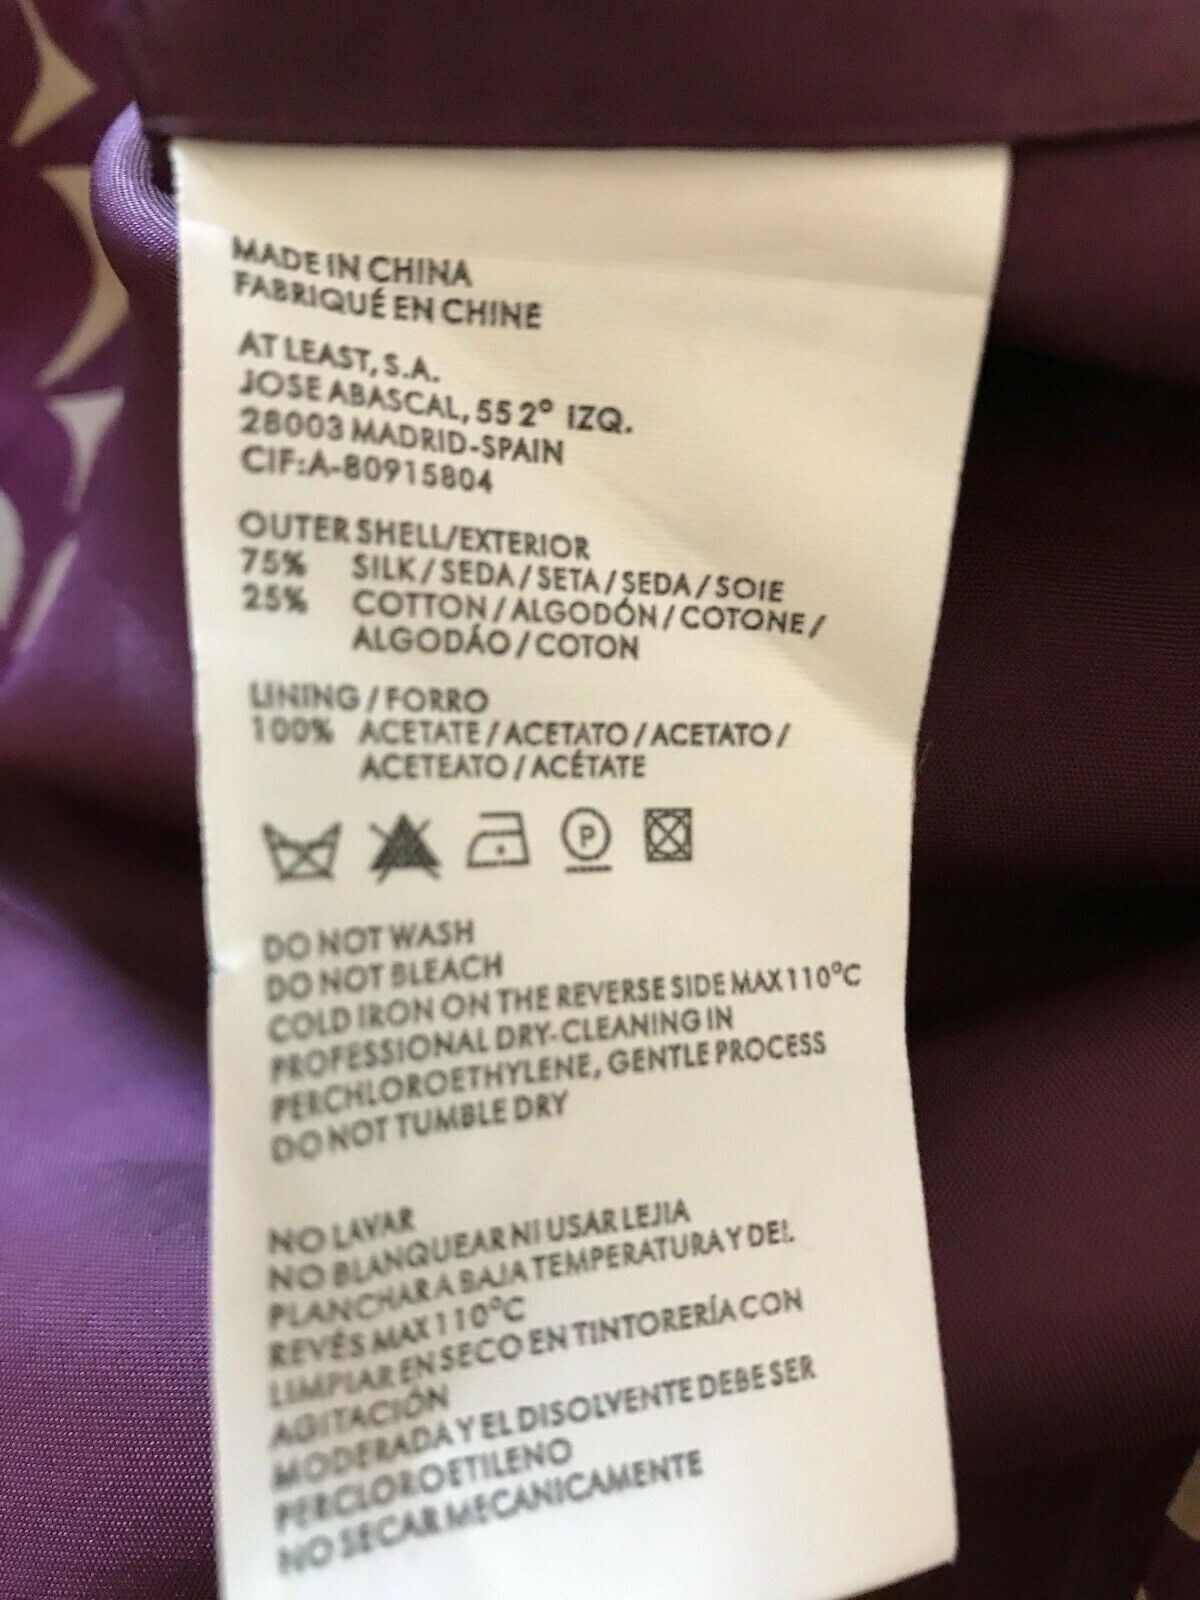 MADE IN CHINA
FABRIQUÉ EN CHINE
AT LEAST, S.A.
JOSE ABASCAL, 55 2º IZQ.
28003 MADRID-SPAIN
CIF:A-80915804
OUTER SHELL/EXTERIOR
75% SILK / SEDA / SETA / SEDA / SOIE
25% COTTON / ALGODÓN / COTONE /
ALGODÁO / COTON
LINING / FORRO
100% ACETATE / ACETATO / ACETATO /
ACETEATO / ACÉTATE
P
DO NOT WASH
DO NOT BLEACH
COLD IRON ON THE REVERSE SIDE MAX 110ºC
PROFESSIONAL DRY-CLEANING IN
PERCHLOROETHYLENE, GENTLE PROCESS
DO NOT TUMBLE DRY
NO LAVAR
NO BLANQUEAR NI USAR LEJIA
PLANCHAR A BAJA TEMPERATURA Y DEL
REVÉS MAX 110ºC
LIMPIAR EN SECO EN TINTORERÍA CON
AGITACIÓN
MODERADA Y EL DISOLVENTE DEBE SER
PERCLOROETILENO
NO SECAR MECANICAMENTE